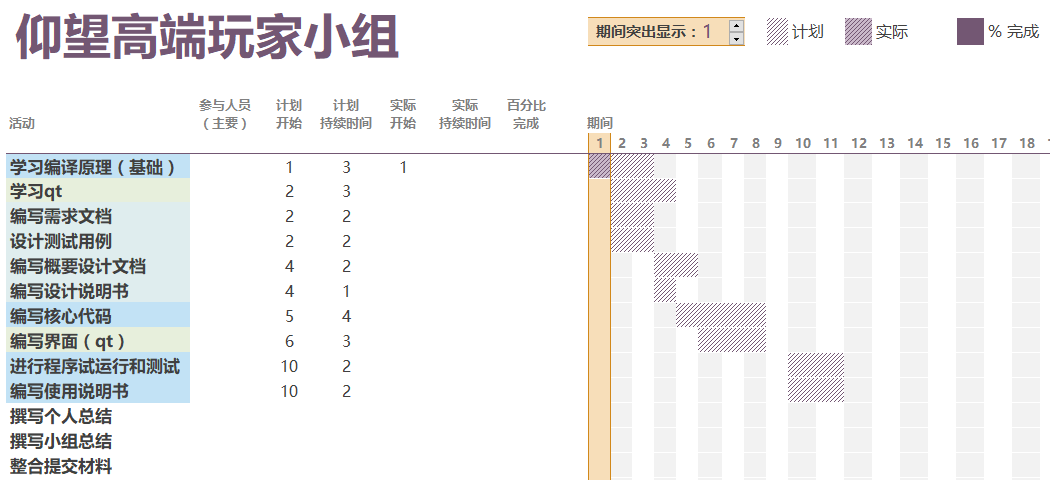 仰望高端玩家小组
期间突出显示：1 计划 实际 % 完成
活动 参与人员（主要） 计划开始 计划持续时间 实际开始 实际持续时间 百分比完成 期间
1 2 3 4 5 6 7 8 9 10 11 12 13 14 15 16 17 18
学习编译原理（基础） 1 3 1
学习qt 2 3
编写需求文档 2 2
设计测试用例 2 2
编写概要设计文档 4 2
编写设计说明书 4 1
编写核心代码 5 4
编写界面（qt） 6 3
进行程序试运行和测试 10 2
编写使用说明书 10 2
撰写个人总结
撰写小组总结
整合提交材料